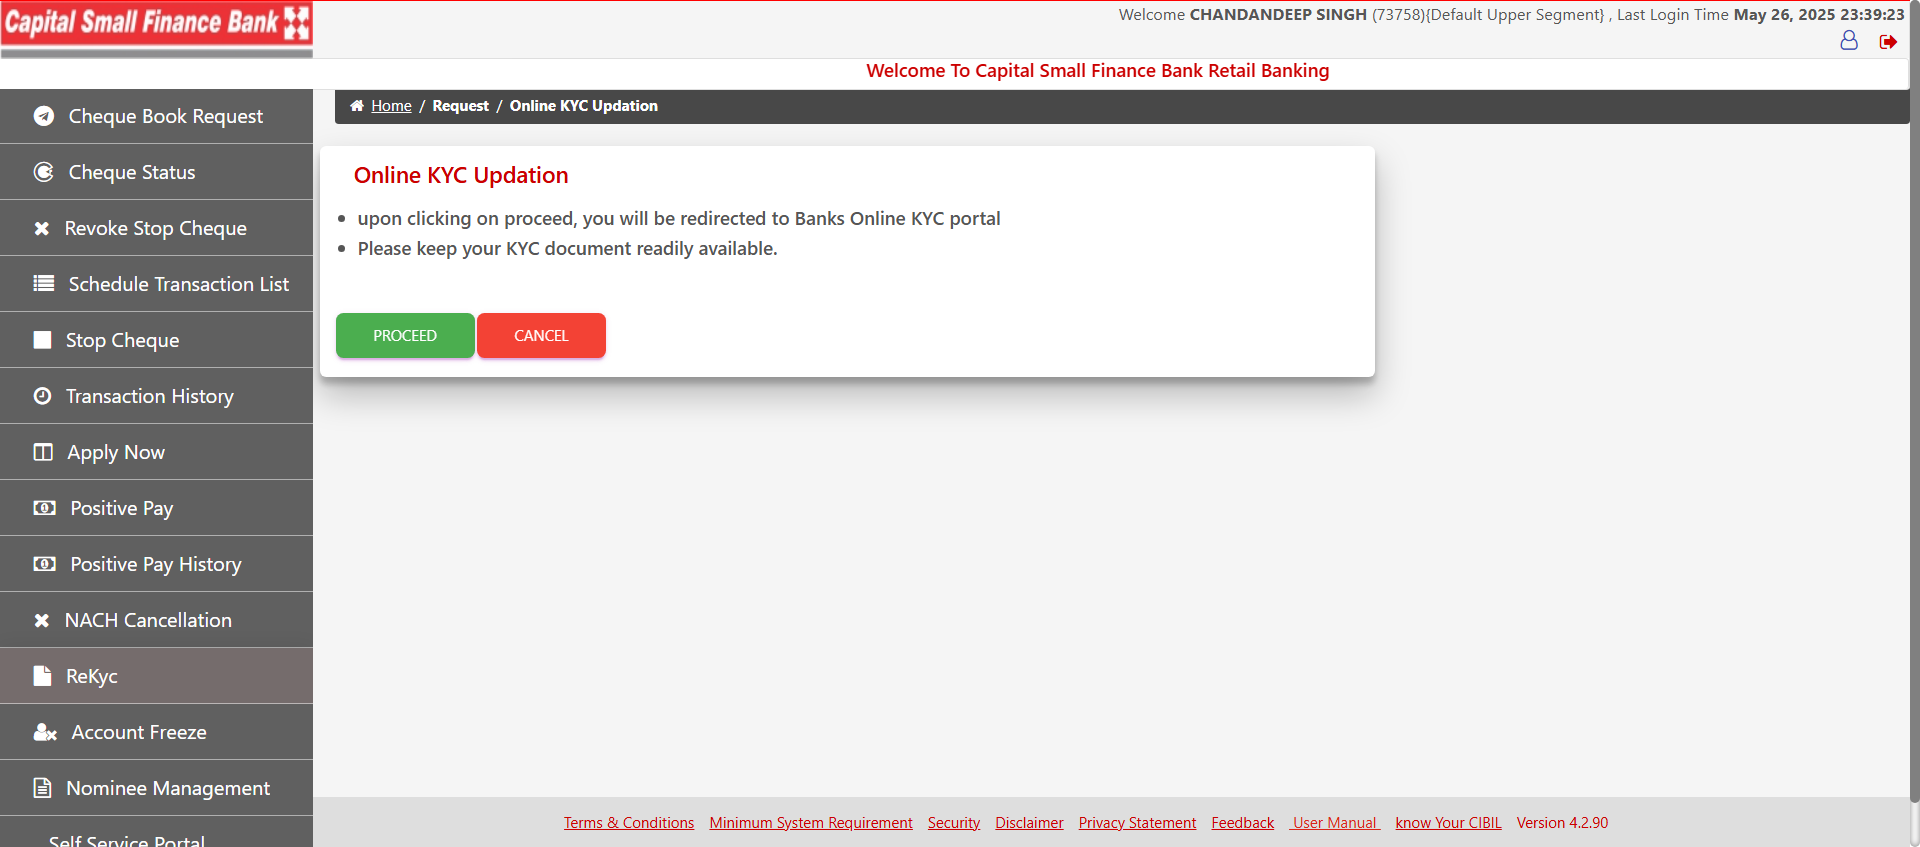 Capital Small Finance Bank
Welcome CHANDANDEEP SINGH (73758){Default Upper Segment} , Last Login Time May 26, 2025 23:39:23
Welcome To Capital Small Finance Bank Retail Banking
Home / Request / Online KYC Updation
Cheque Book Request
Cheque Status
Revoke Stop Cheque
Schedule Transaction List
Stop Cheque
Transaction History
Apply Now
Positive Pay
Positive Pay History
NACH Cancellation
ReKyc
Account Freeze
Nominee Management
Self Service Portal
Online KYC Updation
upon clicking on proceed, you will be redirected to Banks Online KYC portal
Please keep your KYC document readily available.
PROCEED CANCEL
Terms & Conditions Minimum System Requirement Security Disclaimer Privacy Statement Feedback User Manual know Your CIBIL Version 4.2.90